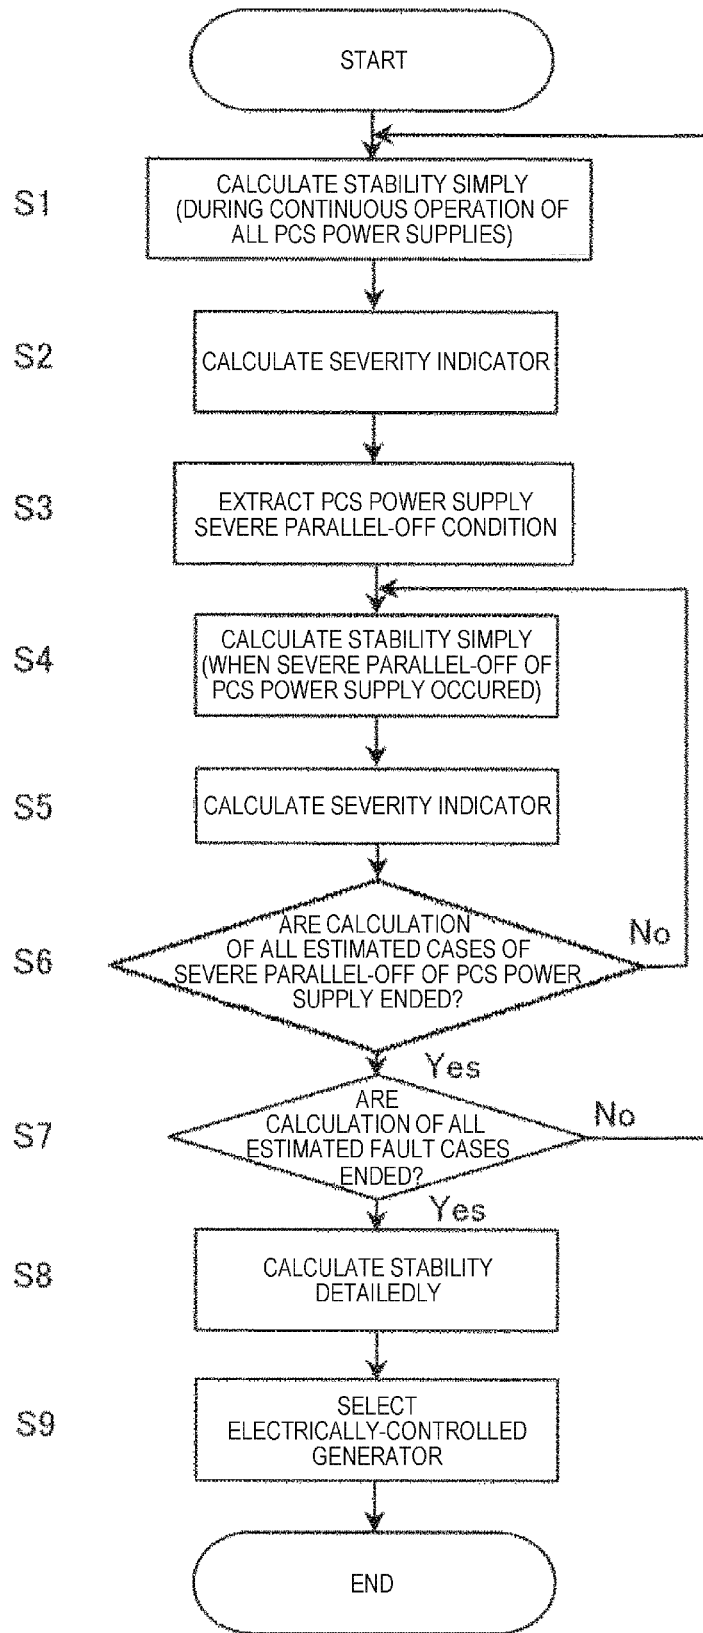 START
S1
CALCULATE STABILITY SIMPLY
(DURING CONTINUOUS OPERATION OF
ALL PCS POWER SUPPLIES)
S2
CALCULATE SEVERITY INDICATOR
S3
EXTRACT PCS POWER SUPPLY
SEVERE PARALLEL-OFF CONDITION
S4
CALCULATE STABILITY SIMPLY
(WHEN SEVERE PARALLEL-OFF OF
PCS POWER SUPPLY OCCURED)
S5
CALCULATE SEVERITY INDICATOR
S6
ARE CALCULATION
OF ALL ESTIMATED CASES OF
SEVERE PARALLEL-OFF OF PCS POWER
SUPPLY ENDED?
No
Yes
S7
ARE
CALCULATION OF ALL
ESTIMATED FAULT CASES
ENDED?
No
Yes
S8
CALCULATE STABILITY
DETAILEDLY
S9
SELECT
ELECTRICALLY-CONTROLLED
GENERATOR
END